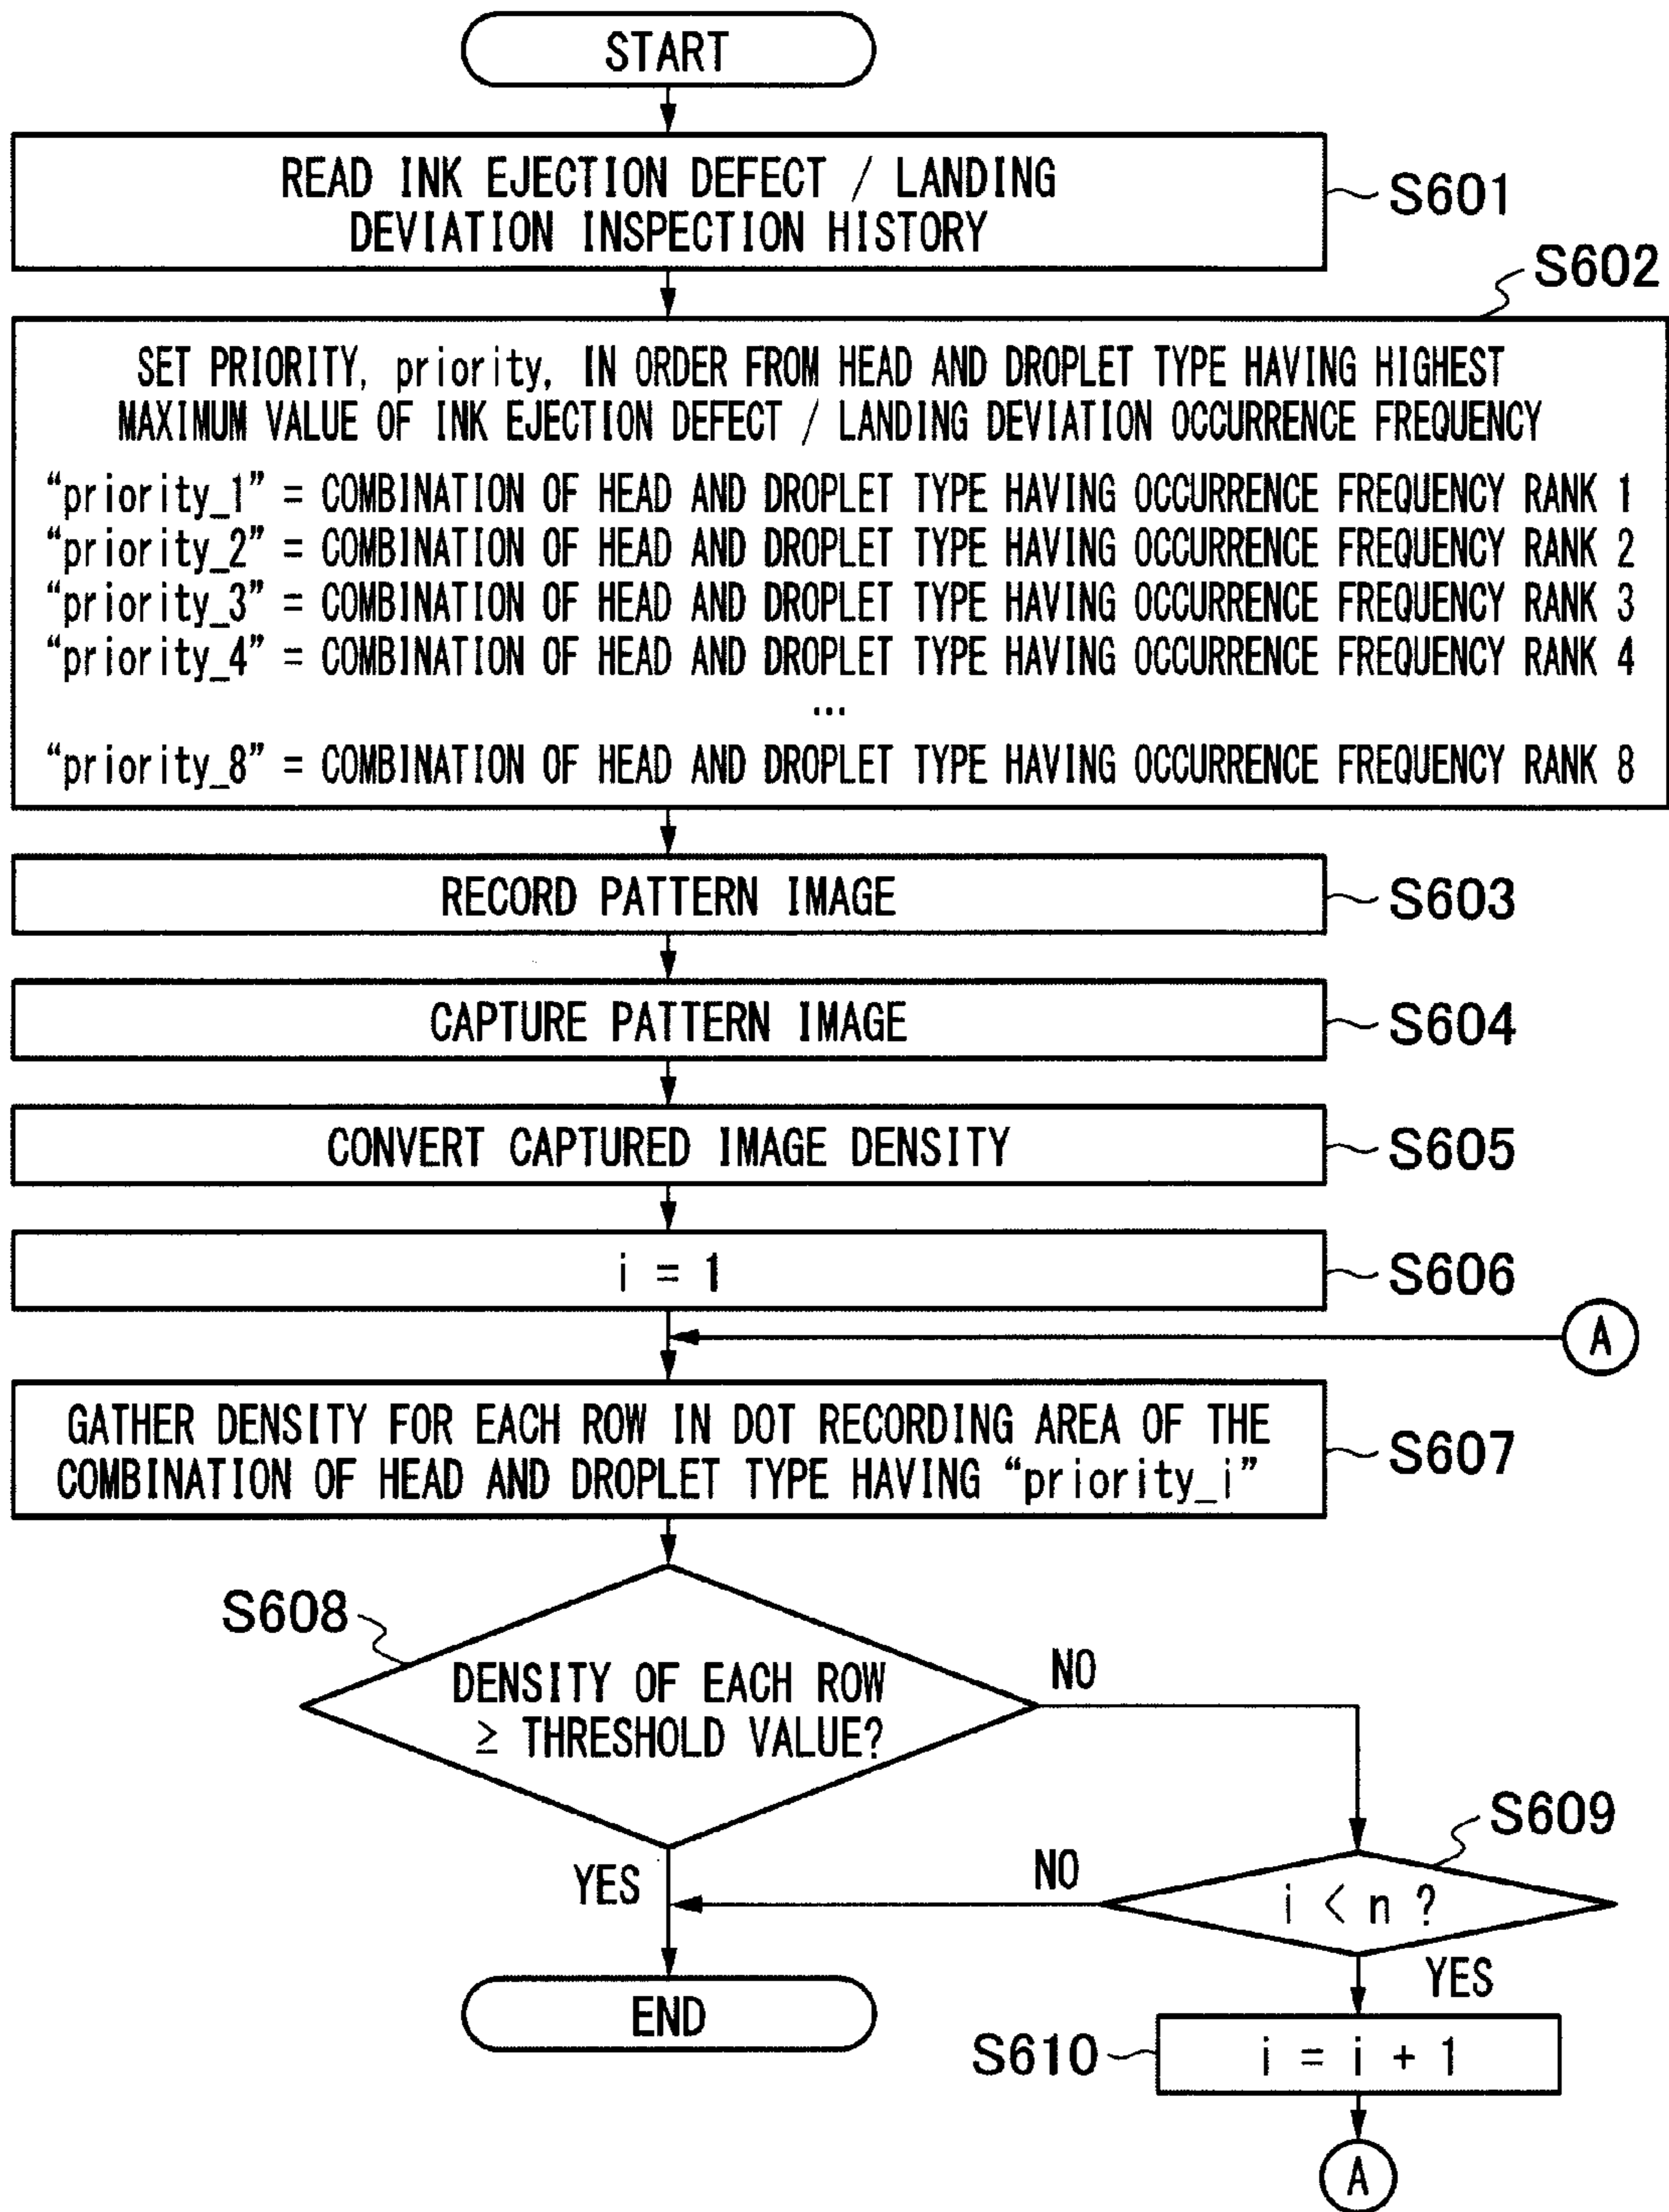 START
READ INK EJECTION DEFECT / LANDING
DEVIATION INSPECTION HISTORY
S601
S602
SET PRIORITY, priority, IN ORDER FROM HEAD AND DROPLET TYPE HAVING HIGHEST
MAXIMUM VALUE OF INK EJECTION DEFECT / LANDING DEVIATION OCCURRENCE FREQUENCY
“priority_1” = COMBINATION OF HEAD AND DROPLET TYPE HAVING OCCURRENCE FREQUENCY RANK 1
“priority_2” = COMBINATION OF HEAD AND DROPLET TYPE HAVING OCCURRENCE FREQUENCY RANK 2
“priority_3” = COMBINATION OF HEAD AND DROPLET TYPE HAVING OCCURRENCE FREQUENCY RANK 3
“priority_4” = COMBINATION OF HEAD AND DROPLET TYPE HAVING OCCURRENCE FREQUENCY RANK 4
...
“priority_8” = COMBINATION OF HEAD AND DROPLET TYPE HAVING OCCURRENCE FREQUENCY RANK 8
RECORD PATTERN IMAGE
S603
CAPTURE PATTERN IMAGE
S604
CONVERT CAPTURED IMAGE DENSITY
S605
i = 1
S606
A
GATHER DENSITY FOR EACH ROW IN DOT RECORDING AREA OF THE
COMBINATION OF HEAD AND DROPLET TYPE HAVING “priority_i”
S607
S608
DENSITY OF EACH ROW
≥ THRESHOLD VALUE?
NO
YES
S609
i < n ?
NO
YES
END
S610
i = i + 1
A